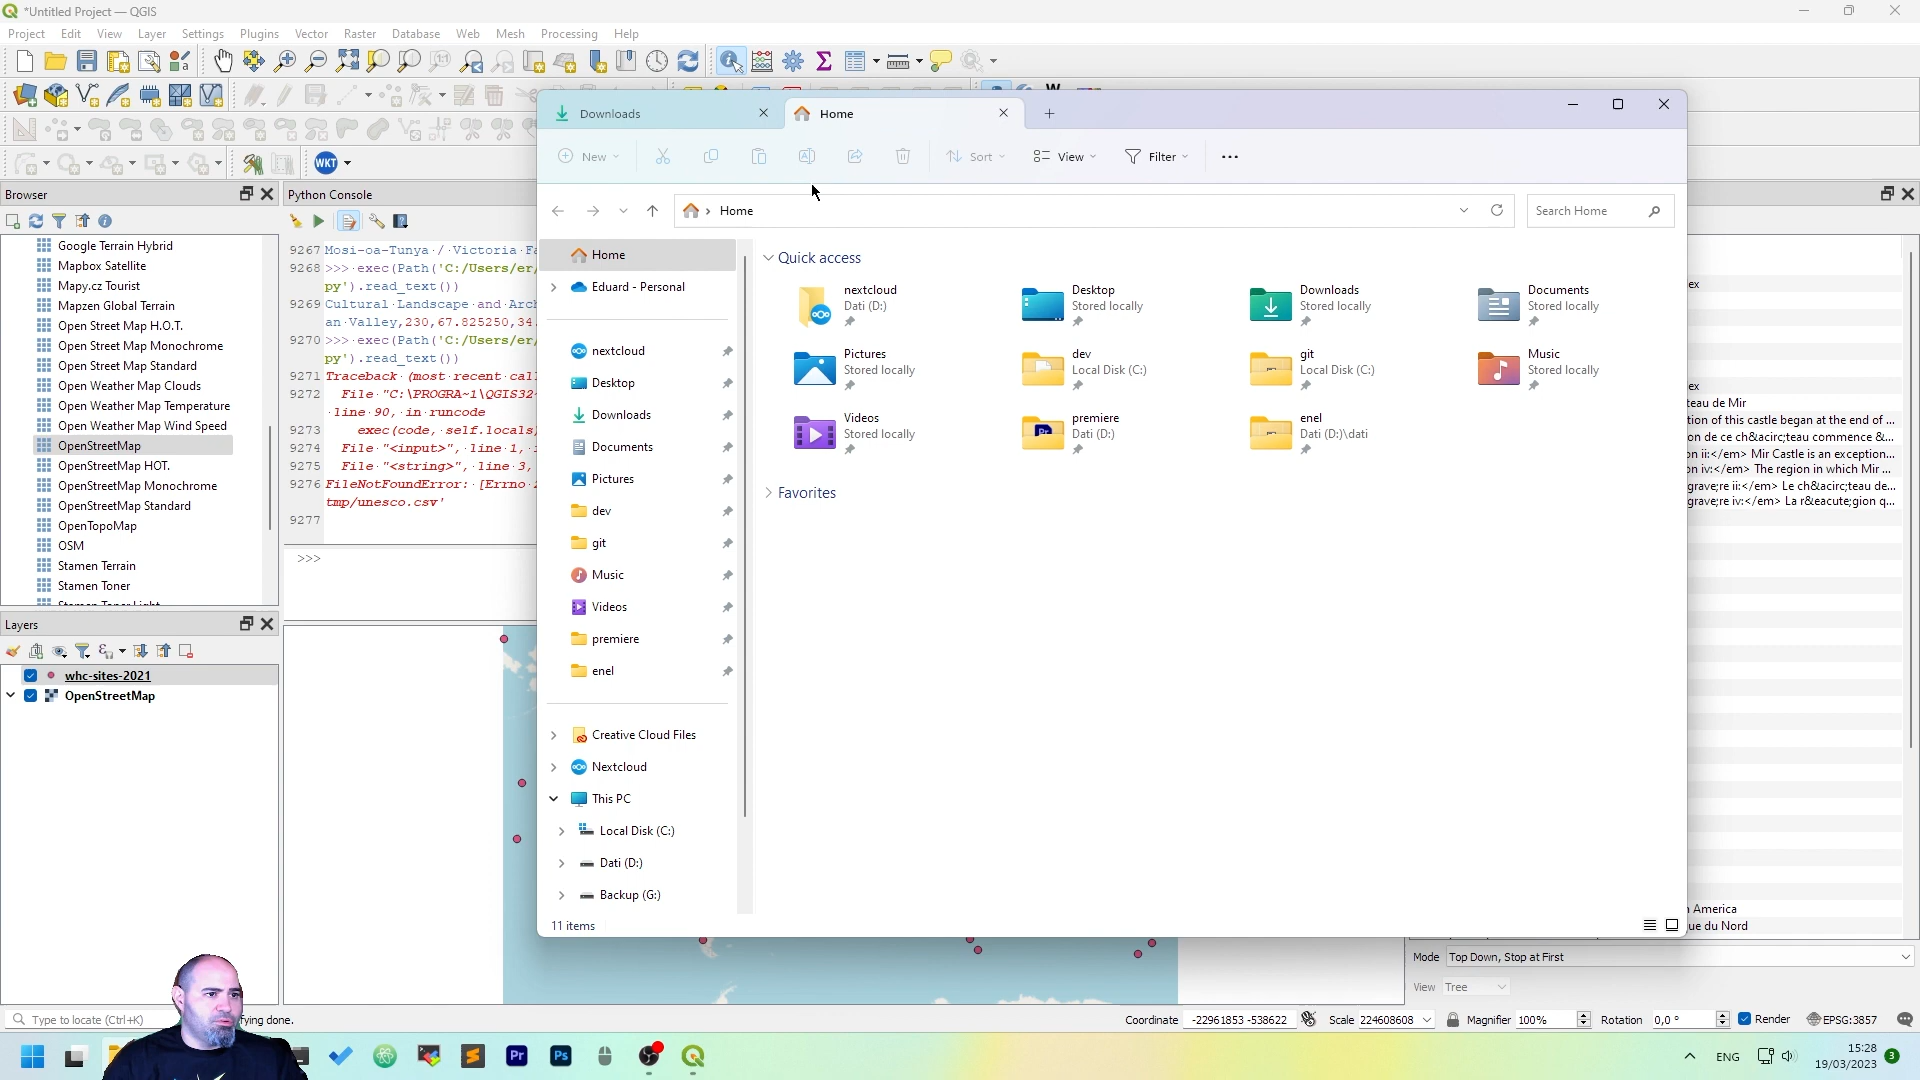 *Untitled Project — QGIS
Project Edit View Layer Settings Plugins Vector Raster Database Web Mesh Processing Help
Downloads
Home
New
Sort
View
Filter
WKT
Browser
Python Console
Home
Search Home
Google Terrain Hybrid
Mapbox Satellite
Mapy.cz Tourist
Mapzen Global Terrain
Open Street Map H.O.T.
Open Street Map Monochrome
Open Street Map Standard
Open Weather Map Clouds
Open Weather Map Temperature
Open Weather Map Wind Speed
OpenStreetMap
OpenStreetMap HOT.
OpenStreetMap Monochrome
OpenStreetMap Standard
OpenTopoMap
OSM
Stamen Terrain
Stamen Toner
Stamen Toner Light
9267 Mosi-oa-Tunya / Victoria Fa
9268 >>> exec(Path('C:/Users/er/
py').read_text())
9269 Cultural Landscape and Arch
an Valley,230,67.825250,34.
9270 >>> exec(Path('C:/Users/er/
py').read_text())
9271 Traceback (most recent cal
9272 File "C:\PROGRA~1\QGIS32
line 90, in runcode
9273 exec(code, self.locals)
9274 File "<input>", line 1,
9275 File "<string>", line 3,
9276 FileNotFoundError: [Errno 2
tmp/unesco.csv'
9277
>>>
Home
Eduard - Personal
nextcloud
Desktop
Downloads
Documents
Pictures
dev
git
Music
Videos
premiere
enel
Creative Cloud Files
Nextcloud
This PC
Local Disk (C:)
Dati (D:)
Backup (G:)
11 items
Quick access
nextcloud
Dati (D:)
Desktop
Stored locally
Downloads
Stored locally
Documents
Stored locally
Pictures
Stored locally
dev
Local Disk (C:)
git
Local Disk (C:)
Music
Stored locally
Videos
Stored locally
premiere
Dati (D:)
enel
Dati (D:)\dati
Favorites
ex
ex
teau de Mir
tion of this castle began at the end of ...
on de ce ch&acirc;teau commence &...
on ii:</em> Mir Castle is an exception...
on iv:</em> The region in which Mir ...
grave;re ii:</em> Le ch&acirc;teau de...
grave;re iv:</em> La r&eacute;gion q...
n America
ue du Nord
Mode Top Down, Stop at First
View Tree
Layers
whc-sites-2021
OpenStreetMap
Type to locate (Ctrl+K)
fying done.
Coordinate -22961853 -538622 Scale 224608608 Magnifier 100% Rotation 0,0 ° Render EPSG:3857
Pr
Ps
ENG
15:28
19/03/2023
3